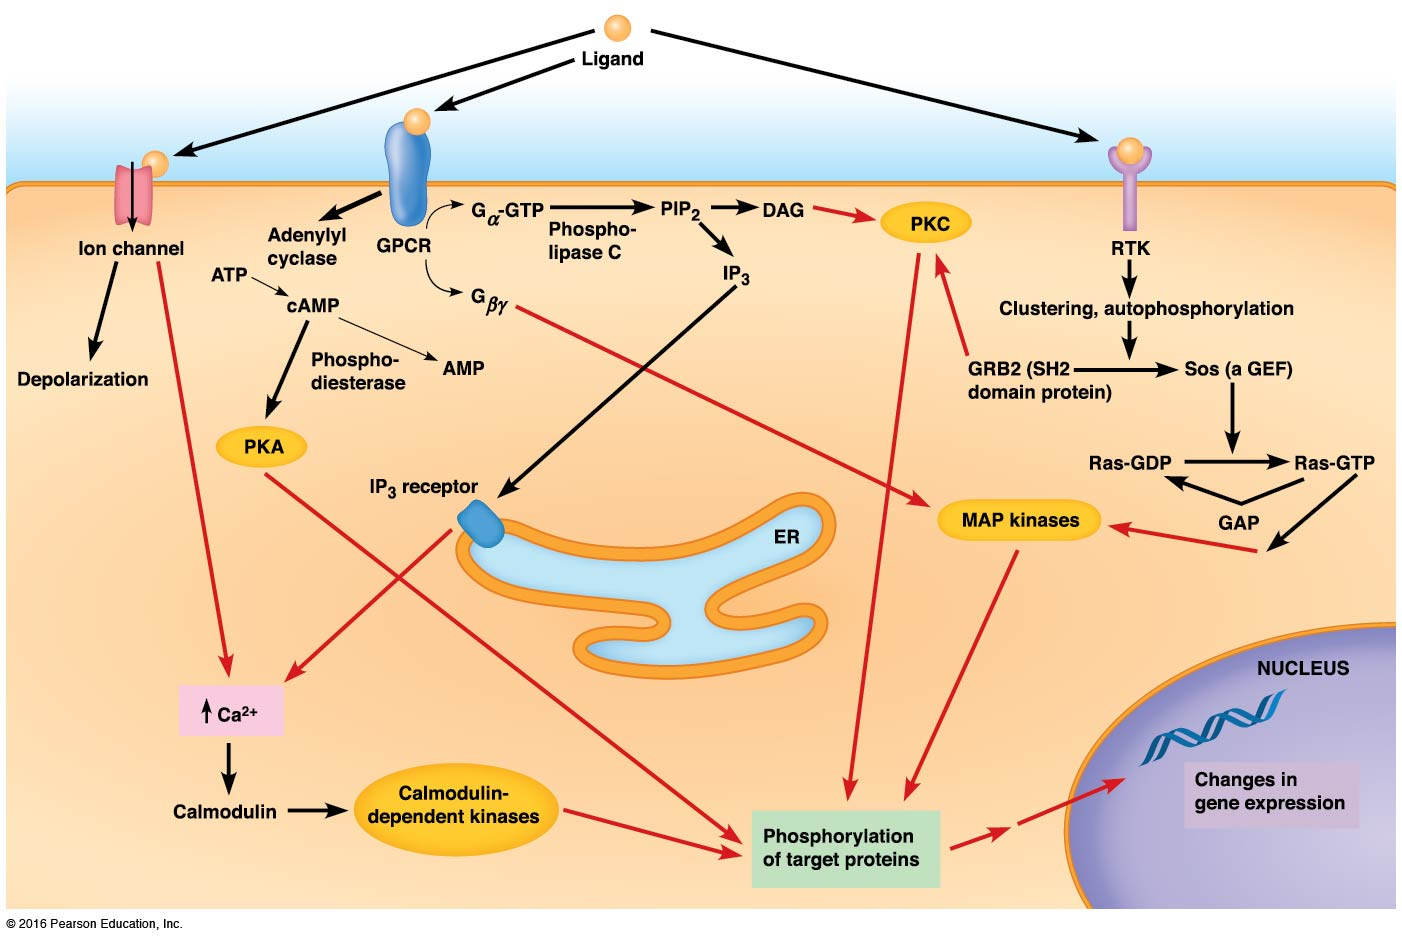 Ligand
Ion channel
Adenylyl
cyclase
GPCR
Gα-GTP
Phospho-
lipase C
PIP2
DAG
PKC
RTK
ATP
cAMP
Gβγ
IP3
Clustering, autophosphorylation
Depolarization
Phospho-
diesterase
AMP
GRB2 (SH2
domain protein)
Sos (a GEF)
PKA
Ras-GDP
Ras-GTP
GAP
IP3 receptor
ER
MAP kinases
NUCLEUS
Ca2+
Changes in
gene expression
Calmodulin
Calmodulin-
dependent kinases
Phosphorylation
of target proteins
© 2016 Pearson Education, Inc.